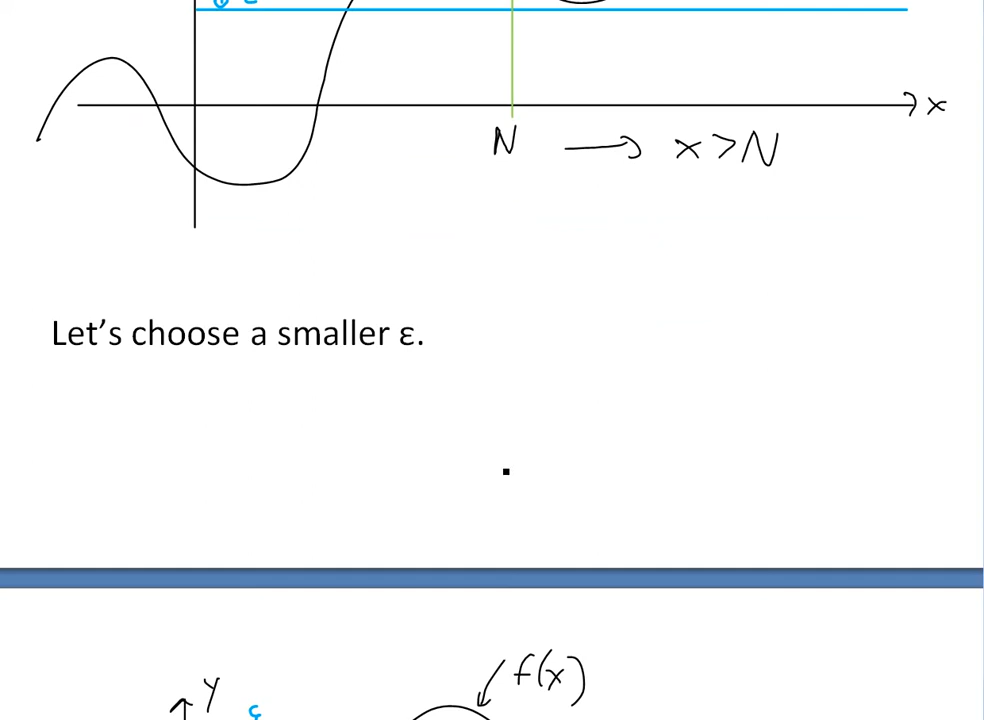 N → x>N
x
Let's choose a smaller ε.
f(x)
y
ε